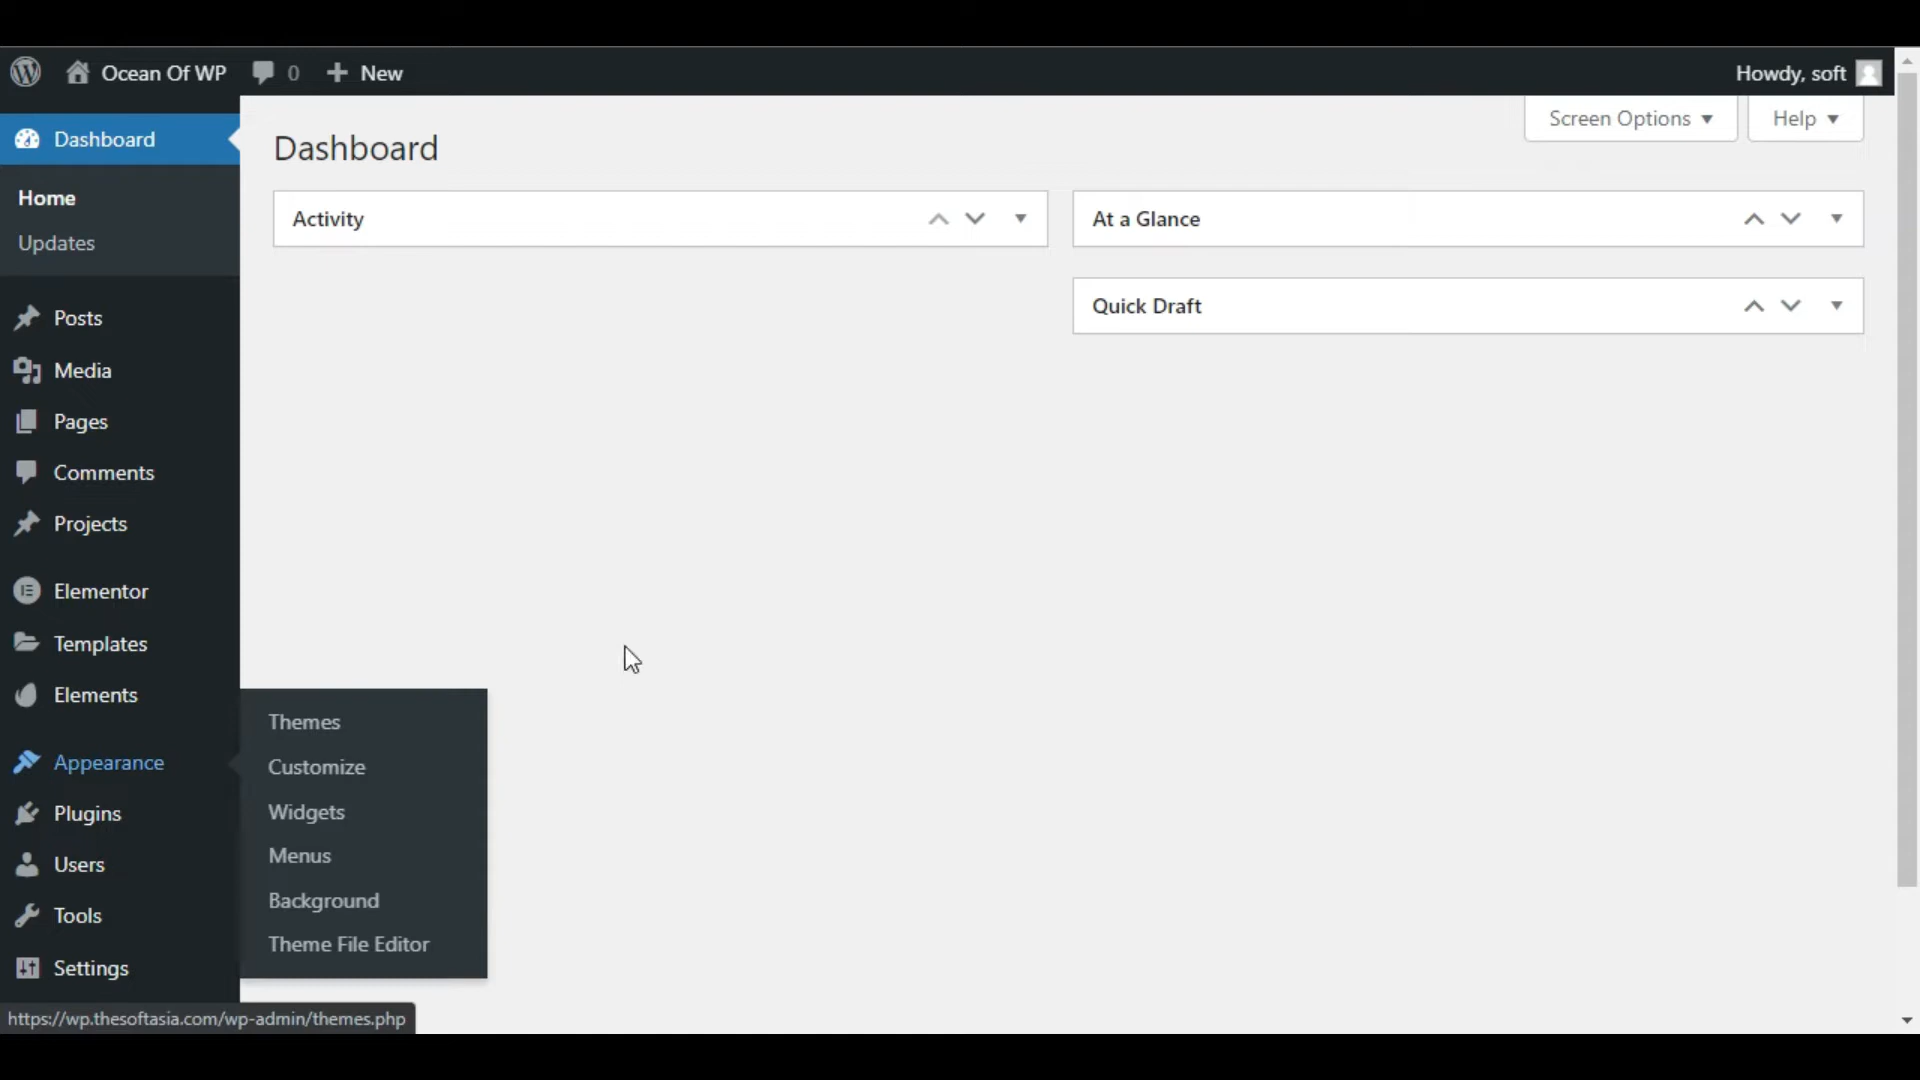 Ocean Of WP 0 New Howdy, soft
Screen Options Help
Dashboard
Home
Updates
Posts
Media
Pages
Comments
Projects
Elementor
Templates
Elements
Appearance
Plugins
Users
Tools
Settings
Dashboard
Activity
At a Glance
Quick Draft
Themes
Customize
Widgets
Menus
Background
Theme File Editor
https://wp.thesoftasia.com/wp-admin/themes.php